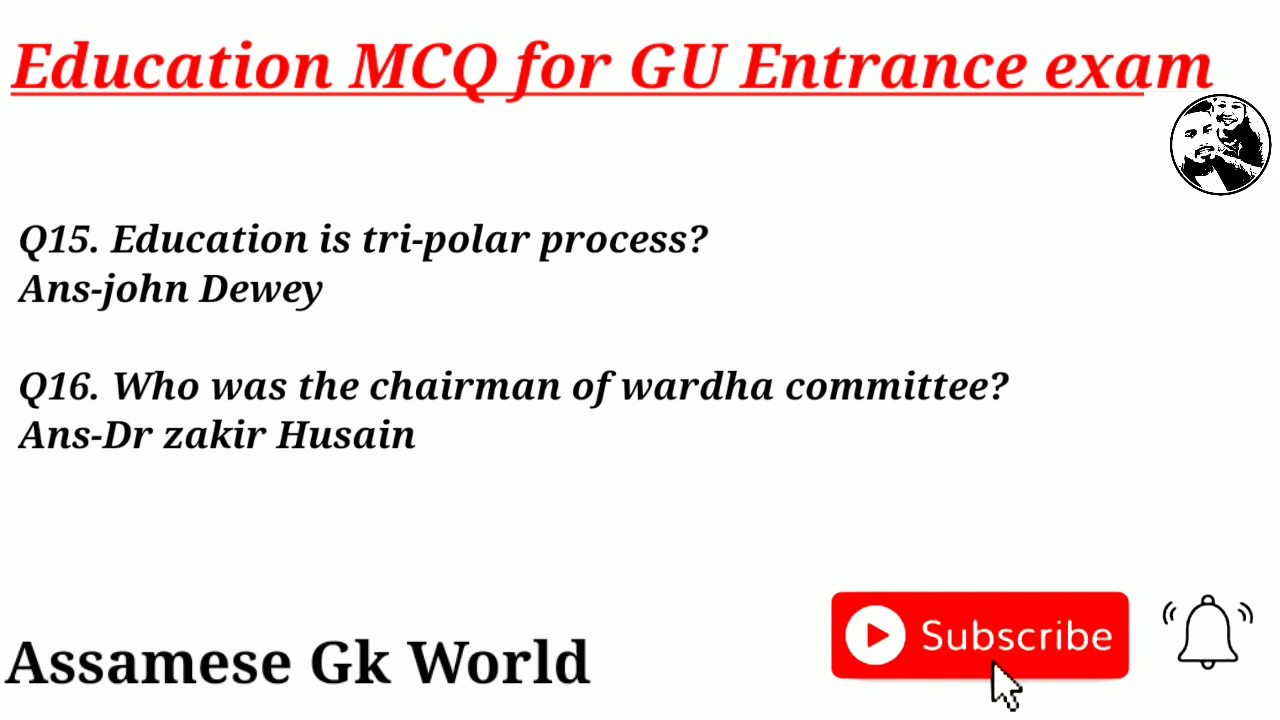 Education MCQ for GU Entrance exam
Q15. Education is tri-polar process?
Ans-john Dewey
Q16. Who was the chairman of wardha committee?
Ans-Dr zakir Husain
Subscribe
Assamese Gk World